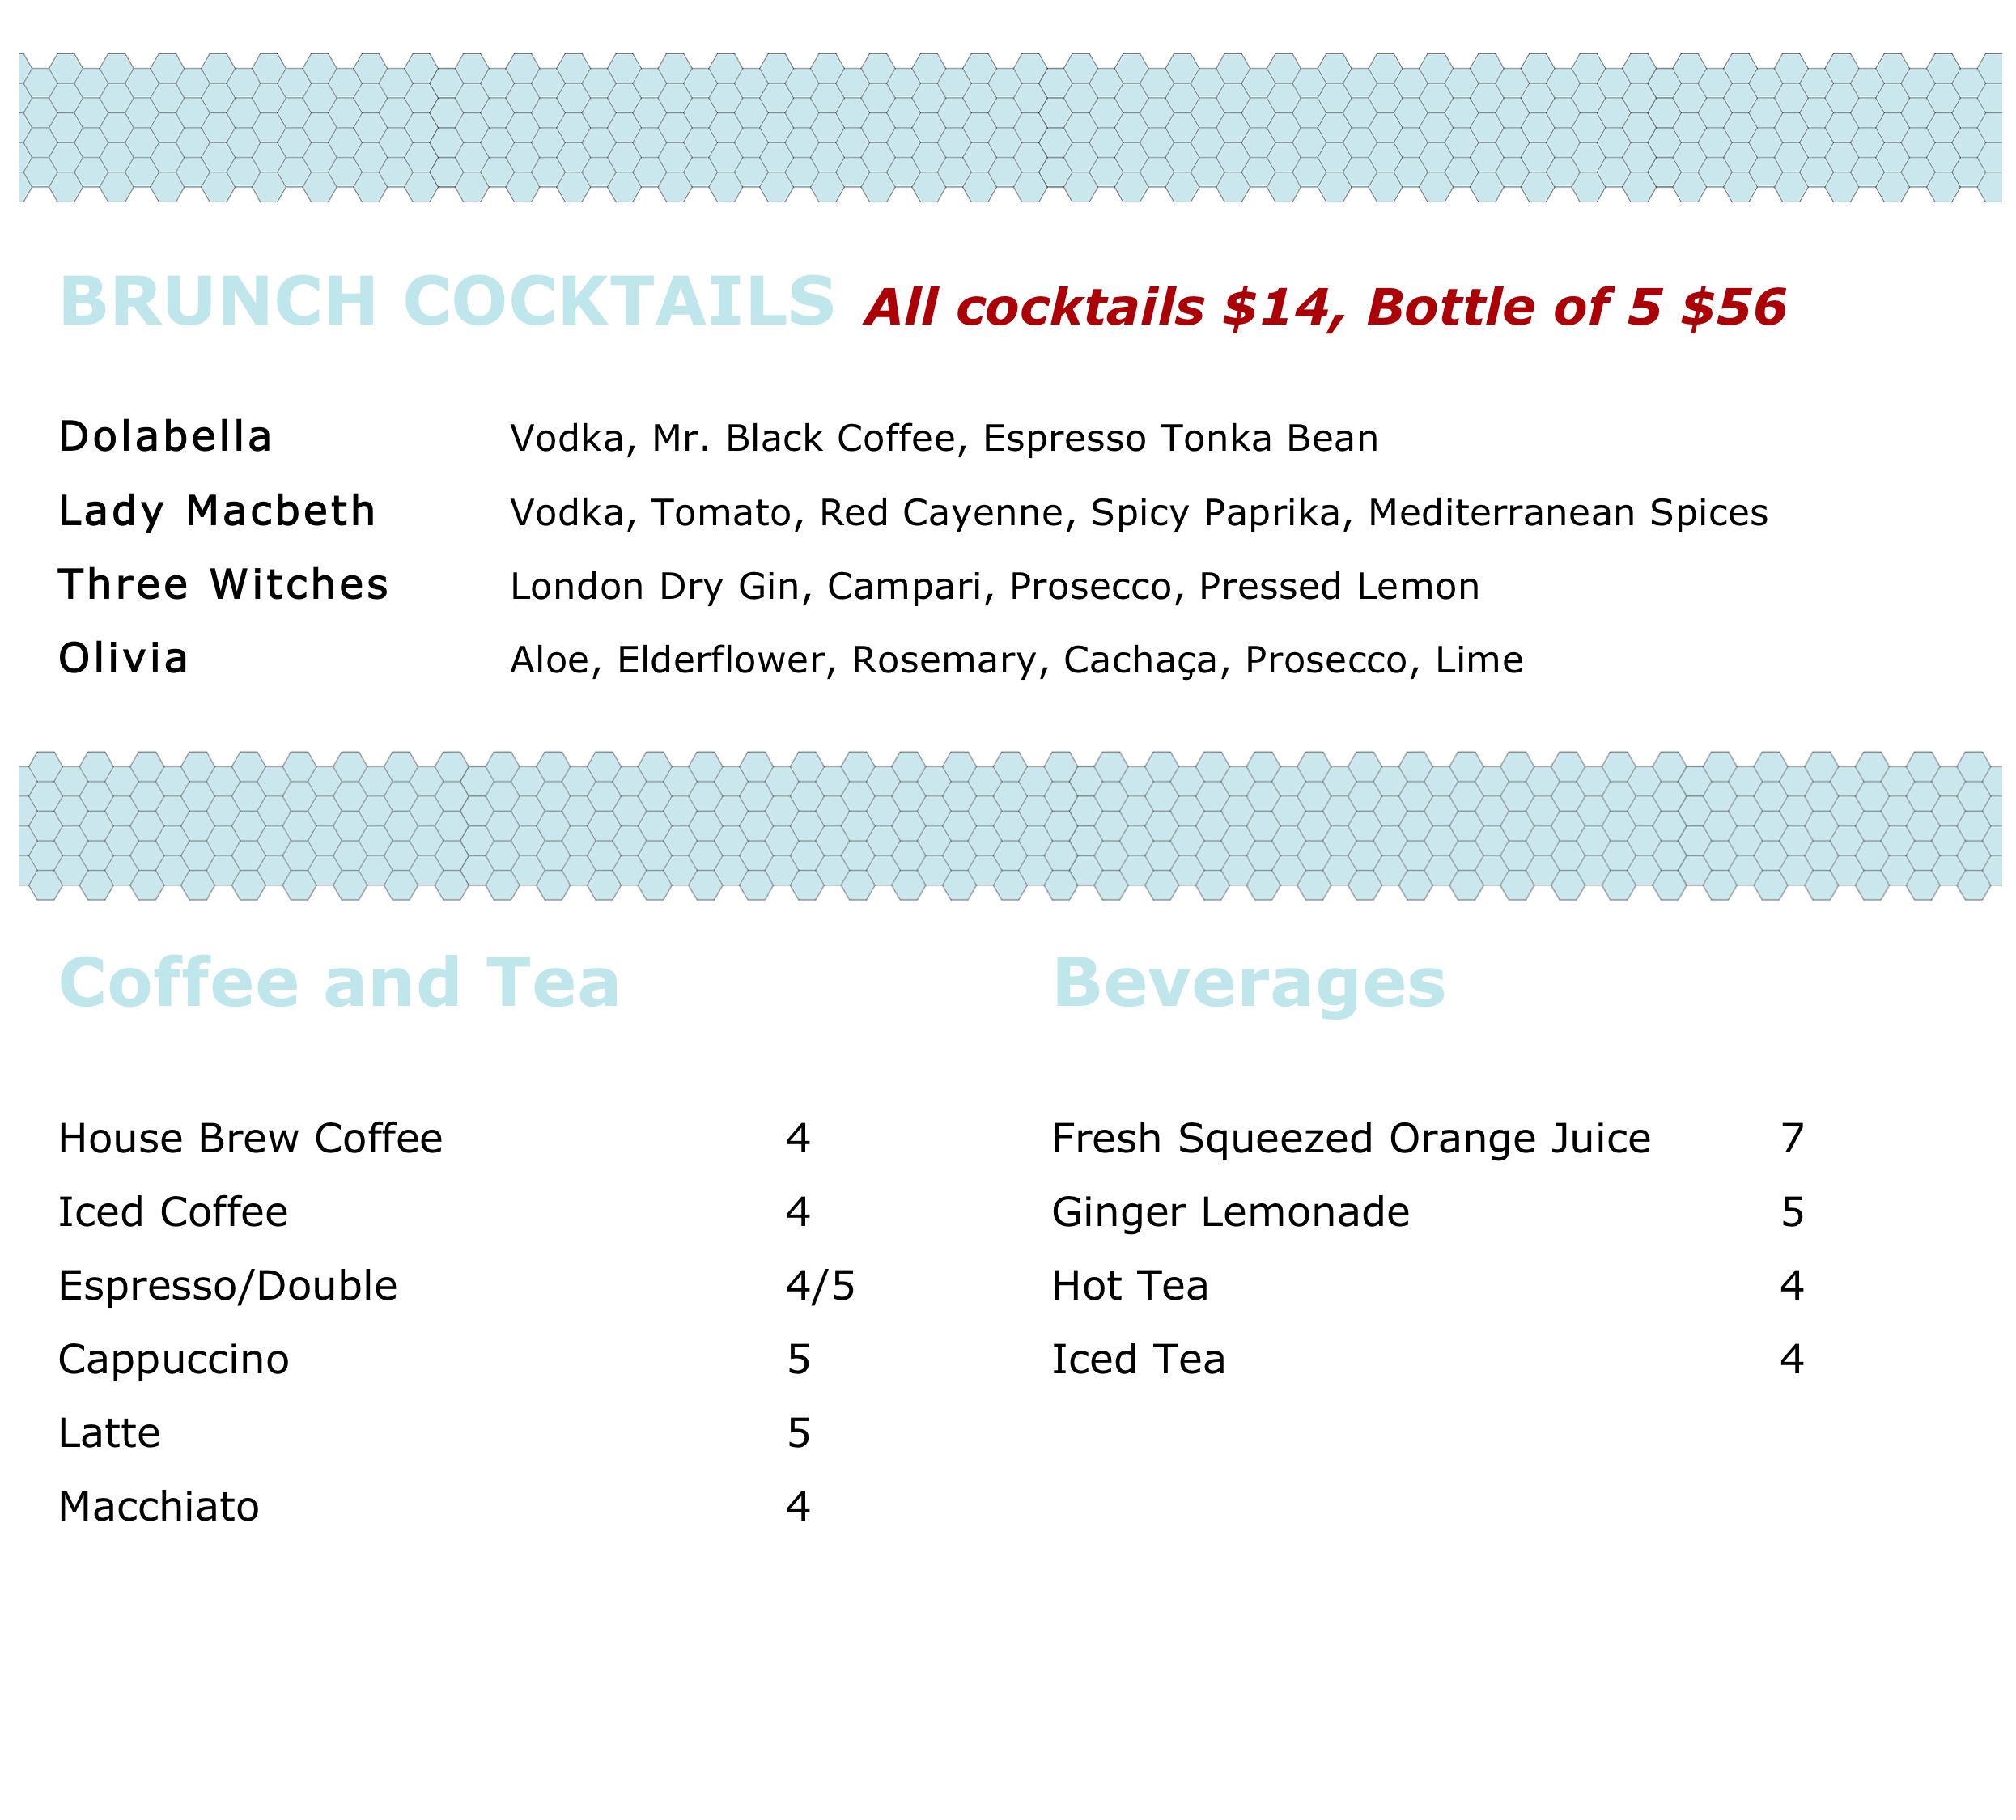 BRUNCH COCKTAILS All cocktails $14, Bottle of 5 $56
Dolabella Vodka, Mr. Black Coffee, Espresso Tonka Bean
Lady Macbeth Vodka, Tomato, Red Cayenne, Spicy Paprika, Mediterranean Spices
Three Witches London Dry Gin, Campari, Prosecco, Pressed Lemon
Olivia Aloe, Elderflower, Rosemary, Cachaça, Prosecco, Lime
Coffee and Tea
House Brew Coffee 4
Iced Coffee 4
Espresso/Double 4/5
Cappuccino 5
Latte 5
Macchiato 4
Beverages
Fresh Squeezed Orange Juice 7
Ginger Lemonade 5
Hot Tea 4
Iced Tea 4